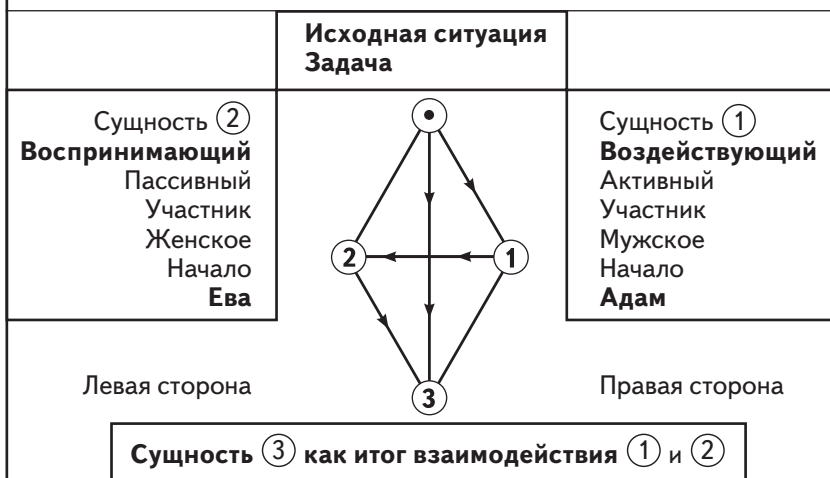 Исходная ситуация
Задача
Сущность 2
Воспринимающий
Пассивный
Участник
Женское
Начало
Ева
Сущность 1
Воздействующий
Активный
Участник
Мужское
Начало
Адам
2
1
3
Левая сторона
Правая сторона
Сущность 3 как итог взаимодействия 1 и 2